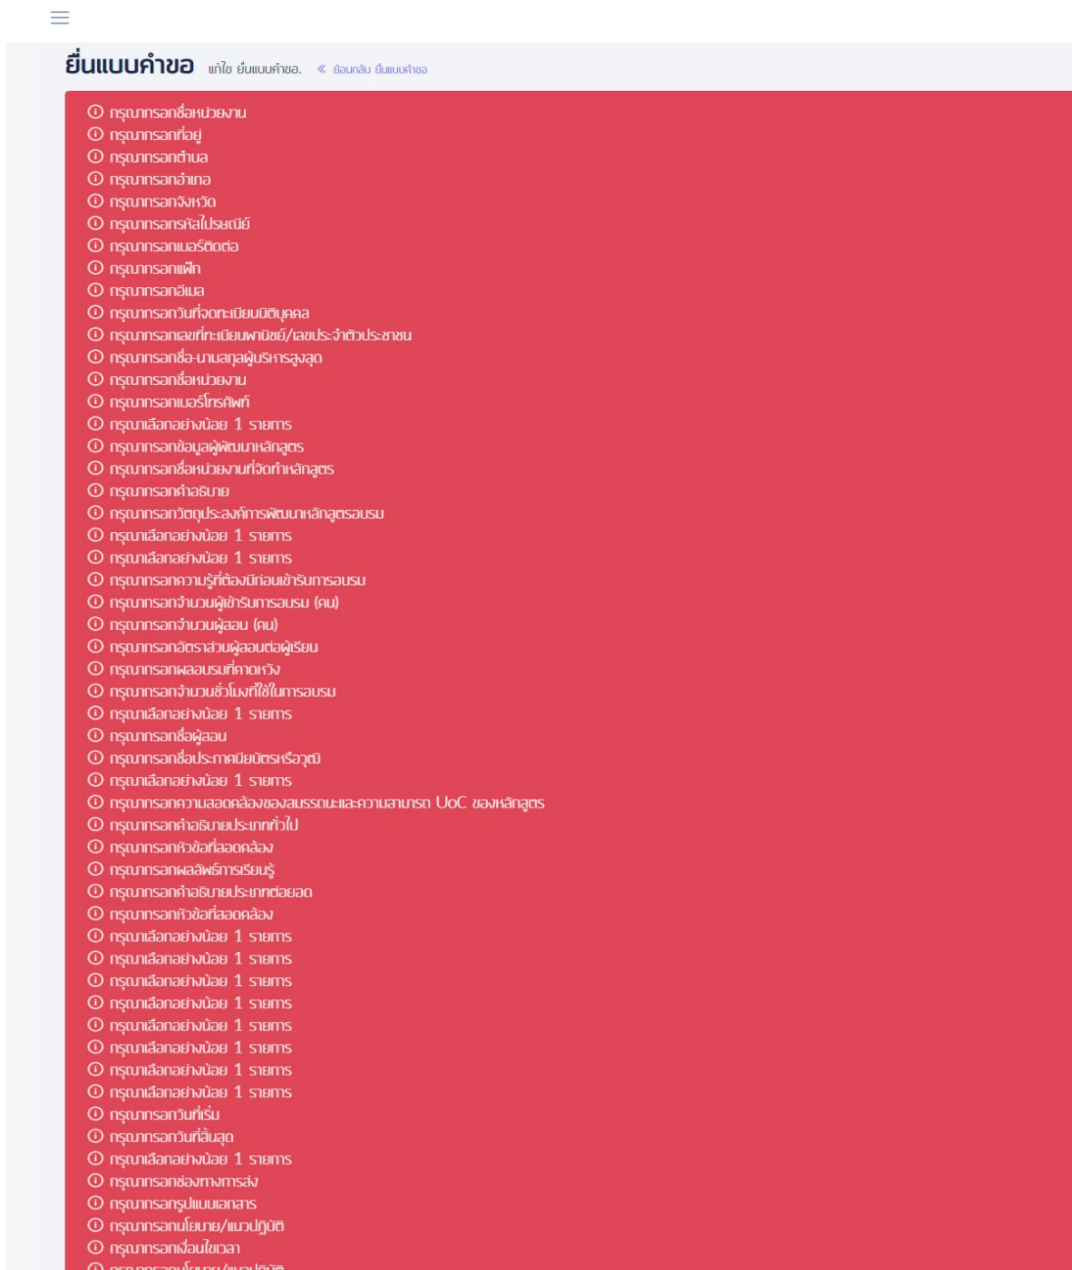 ยื่นแบบคำขอ แก้ไข ยื่นแบบคำขอ. « ย้อนกลับ ยื่นแบบคำขอ
กรุณากรอกชื่อหน่วยงาน
กรุณากรอกที่อยู่
กรุณากรอกตำบล
กรุณากรอกอำเภอ
กรุณากรอกจังหวัด
กรุณากรอกรหัสไปรษณีย์
กรุณากรอกเบอร์ติดต่อ
กรุณากรอกแฟ็ก
กรุณากรอกอีเมล
กรุณากรอกวันที่จดทะเบียนนิติบุคคล
กรุณากรอกเลขที่ทะเบียนพานิชย์/เลขประจำตัวประชาชน
กรุณากรอกชื่อ-นามสกุลผู้บริหารสูงสุด
กรุณากรอกชื่อหน่วยงาน
กรุณากรอกเบอร์โทรศัพท์
กรุณาเลือกอย่างน้อย 1 รายการ
กรุณากรอกข้อมูลผู้พัฒนาหลักสูตร
กรุณากรอกชื่อหน่วยงานที่จัดทำหลักสูตร
กรุณากรอกคำอธิบาย
กรุณากรอกวัตถุประสงค์การพัฒนาหลักสูตรอบรม
กรุณาเลือกอย่างน้อย 1 รายการ
กรุณาเลือกอย่างน้อย 1 รายการ
กรุณากรอกความรู้ที่ต้องมีก่อนเข้ารับการอบรม
กรุณากรอกจำนวนผู้เข้ารับการอบรม (คน)
กรุณากรอกจำนวนผู้สอน (คน)
กรุณากรอกอัตราส่วนผู้สอนต่อผู้เรียน
กรุณากรอกผลอบรมที่คาดหวัง
กรุณากรอกจำนวนชั่วโมงที่ใช้ในการอบรม
กรุณาเลือกอย่างน้อย 1 รายการ
กรุณากรอกชื่อผู้สอน
กรุณากรอกชื่อประกาศนียบัตรหรือวุฒิ
กรุณาเลือกอย่างน้อย 1 รายการ
กรุณากรอกความสอดคล้องของสมรรถนะและความสามารถ UoC ของหลักสูตร
กรุณากรอกคำอธิบายประเภททั่วไป
กรุณากรอกหัวข้อที่สอดคล้อง
กรุณากรอกผลลัพธ์การเรียนรู้
กรุณากรอกคำอธิบายประเภทต่อยอด
กรุณากรอกหัวข้อที่สอดคล้อง
กรุณาเลือกอย่างน้อย 1 รายการ
กรุณาเลือกอย่างน้อย 1 รายการ
กรุณาเลือกอย่างน้อย 1 รายการ
กรุณาเลือกอย่างน้อย 1 รายการ
กรุณาเลือกอย่างน้อย 1 รายการ
กรุณาเลือกอย่างน้อย 1 รายการ
กรุณาเลือกอย่างน้อย 1 รายการ
กรุณาเลือกอย่างน้อย 1 รายการ
กรุณากรอกวันที่เริ่ม
กรุณากรอกวันที่สิ้นสุด
กรุณาเลือกอย่างน้อย 1 รายการ
กรุณากรอกช่องทางการส่ง
กรุณากรอกรูปแบบเอกสาร
กรุณากรอกนโยบาย/แนวปฏิบัติ
กรุณากรอกเงื่อนไขเวลา
กรุณากรอกนโยบาย/แนวปฏิบัติ